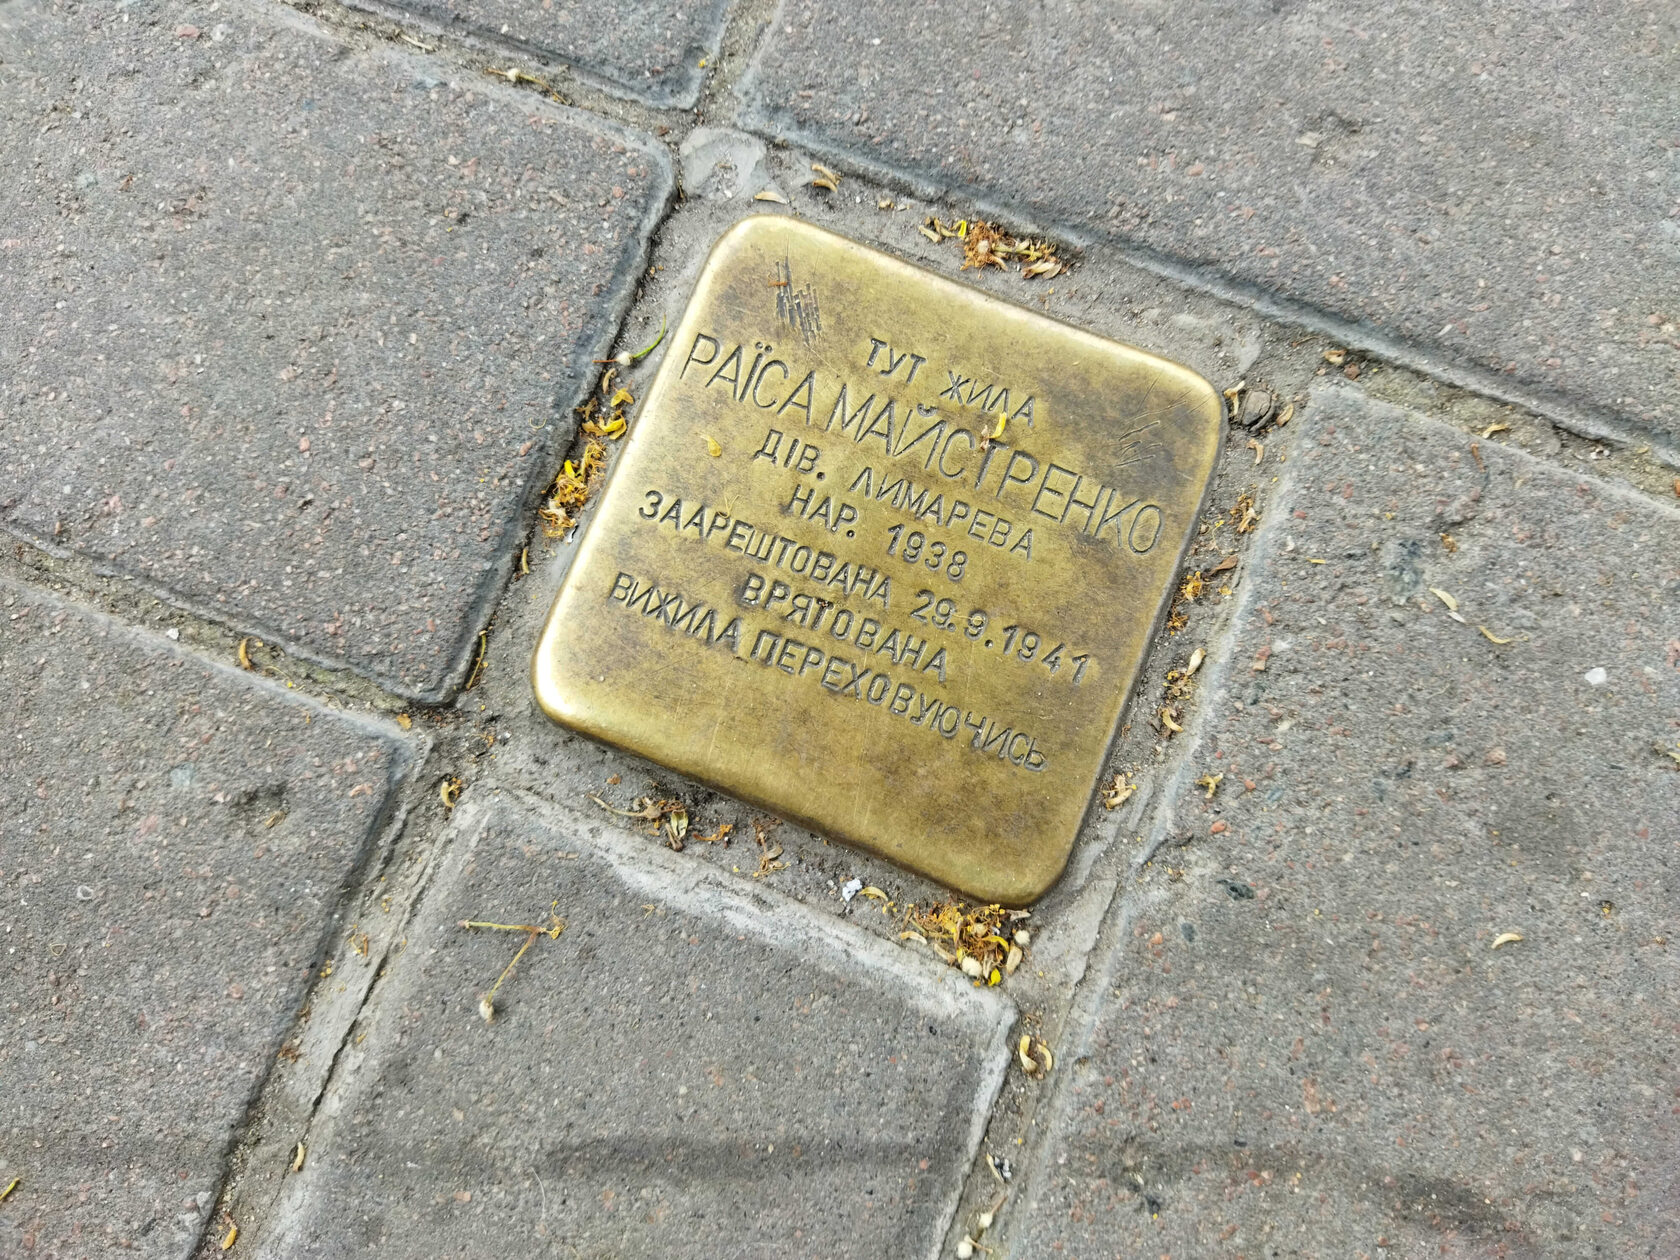 ТУТ ЖИЛА
РАЇСА МАЙСТРЕНКО
ДІВ. ЛИМАРЕВА
НАР. 1938
ЗААРЕШТОВАНА 29.9.1941
ВРЯТОВАНА
ВИЖИЛА ПЕРЕХОВУЮЧИСЬ